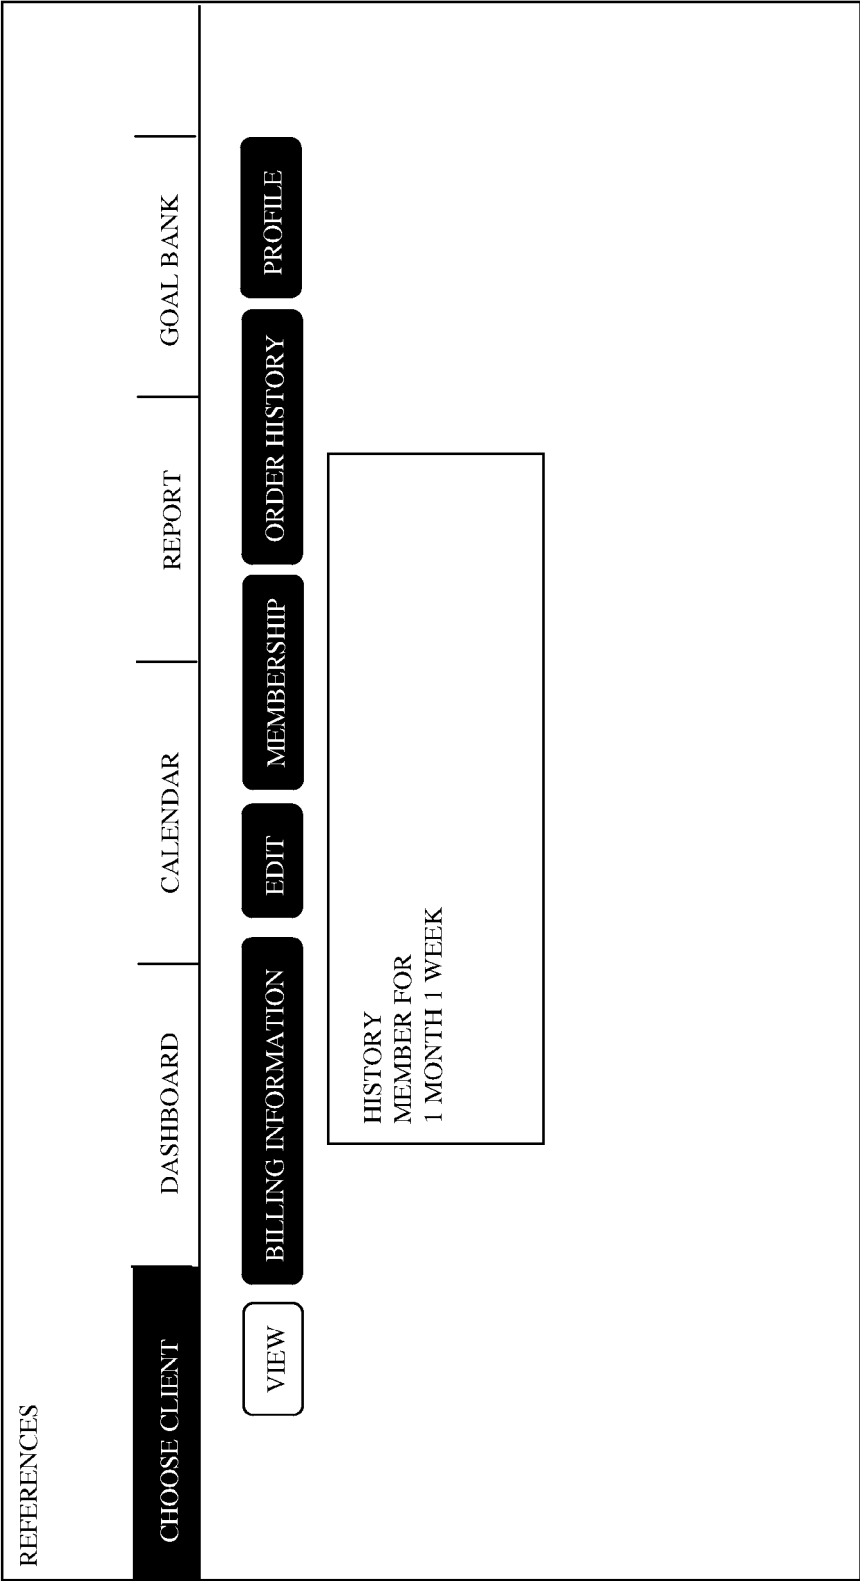 REFERENCES
CHOOSE CLIENT
DASHBOARD
CALENDAR
REPORT
GOAL BANK
VIEW
BILLING INFORMATION
EDIT
MEMBERSHIP
ORDER HISTORY
PROFILE
HISTORY
MEMBER FOR
1 MONTH 1 WEEK